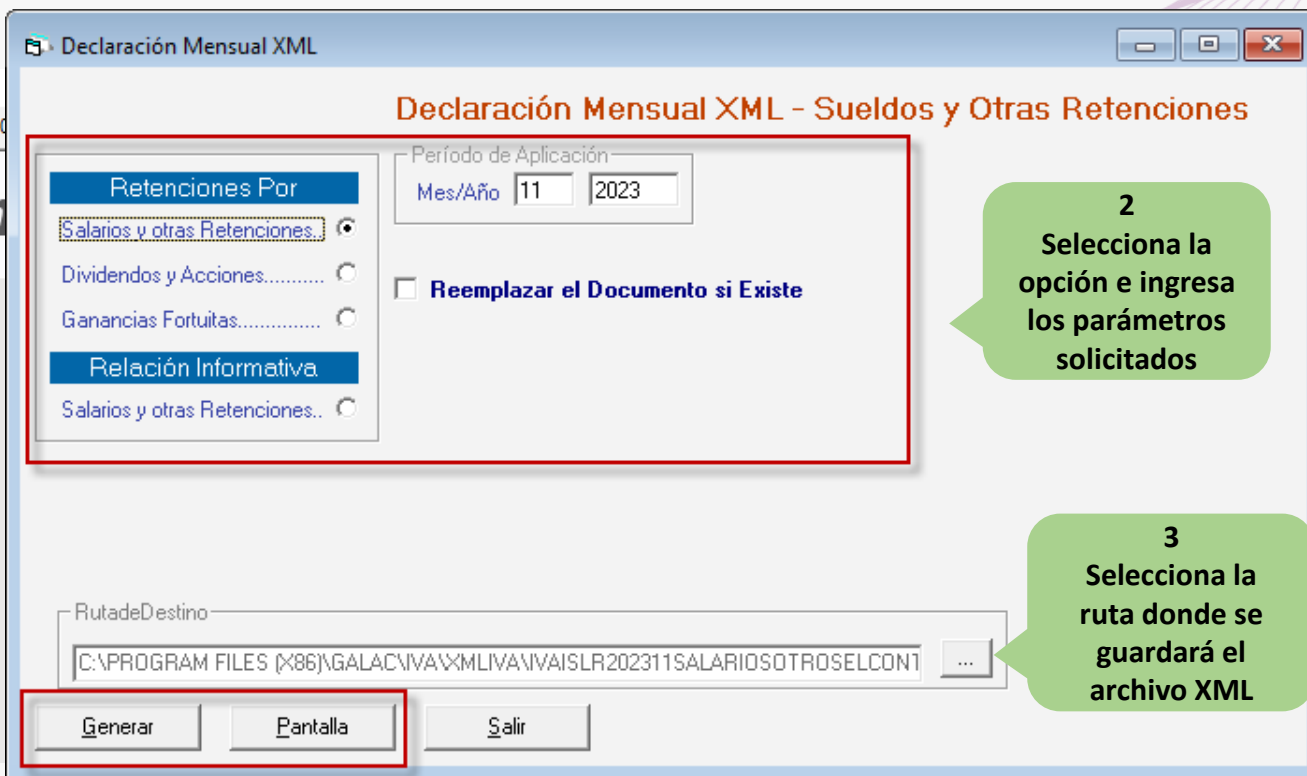 Declaración Mensual XML
Declaración Mensual XML - Sueldos y Otras Retenciones
Retenciones Por
Salarios y otras Retenciones..
Dividendos y Acciones...........
Ganancias Fortuitas...............
Relación Informativa
Salarios y otras Retenciones..
Período de Aplicación
Mes/Año 11 2023
Reemplazar el Documento si Existe
2
Selecciona la
opción e ingresa
los parámetros
solicitados
3
Selecciona la
ruta donde se
guardará el
archivo XML
RutadeDestino
C:\PROGRAM FILES (X86)\GALAC\IVA\XMLIVA\IVAISLR202311SALARIOSOTROSELCONT
...
Generar Pantalla Salir